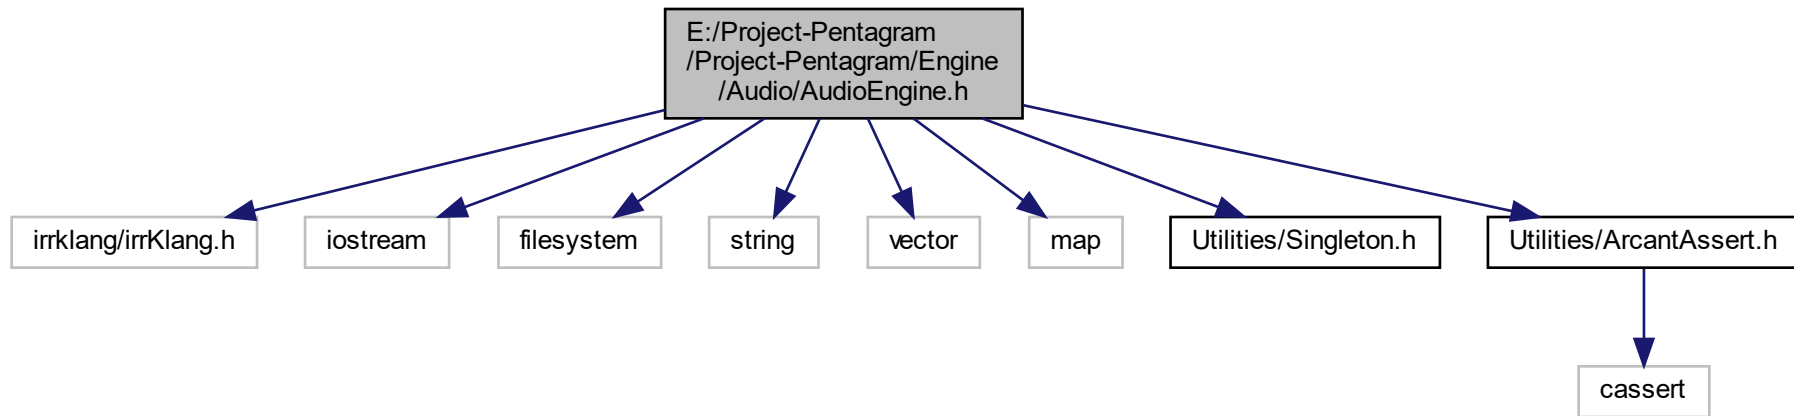 E:/Project-Pentagram
/Project-Pentagram/Engine
/Audio/AudioEngine.h
irrklang/irrKlang.h
iostream
filesystem
string
vector
map
Utilities/Singleton.h
Utilities/ArcantAssert.h
cassert